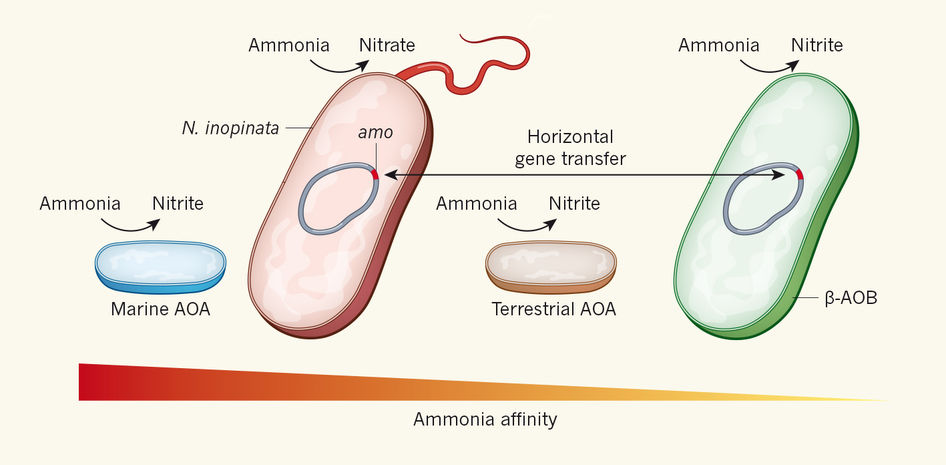 Ammonia Nitrate
Ammonia Nitrite
N. inopinata
amo
Horizontal
gene transfer
Ammonia Nitrite
Ammonia Nitrite
Marine AOA
Terrestrial AOA
β-AOB
Ammonia affinity